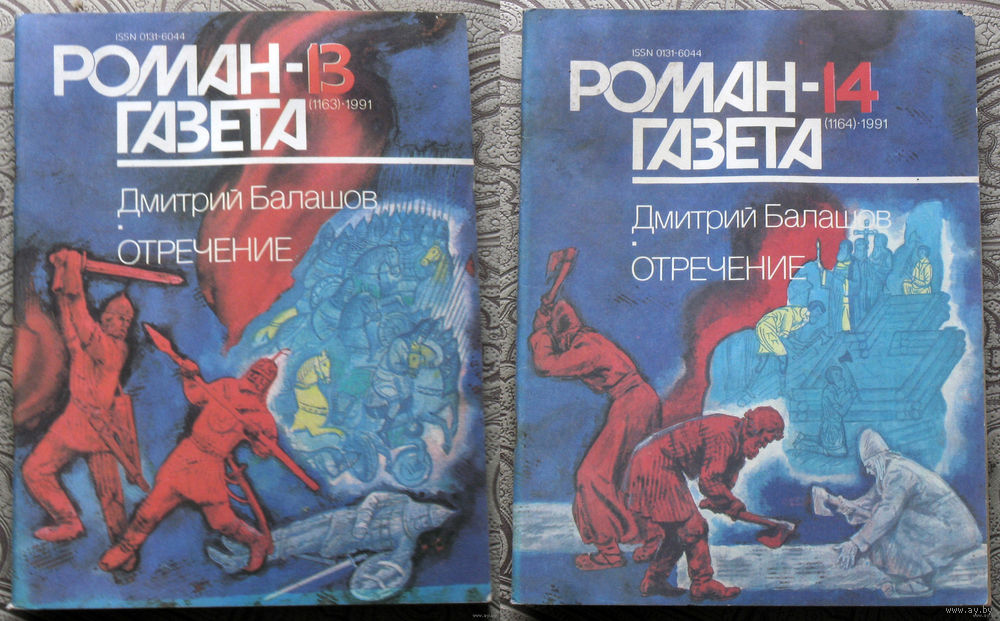 ISSN 0131-6044
РОМАН-13
(1163)·1991
ГАЗЕТА
Дмитрий Балашов
ОТРЕЧЕНИЕ
ISSN 0131-6044
РОМАН-14
(1164)·1991
ГАЗЕТА
Дмитрий Балашов
ОТРЕЧЕНИЕ
www.ay.by